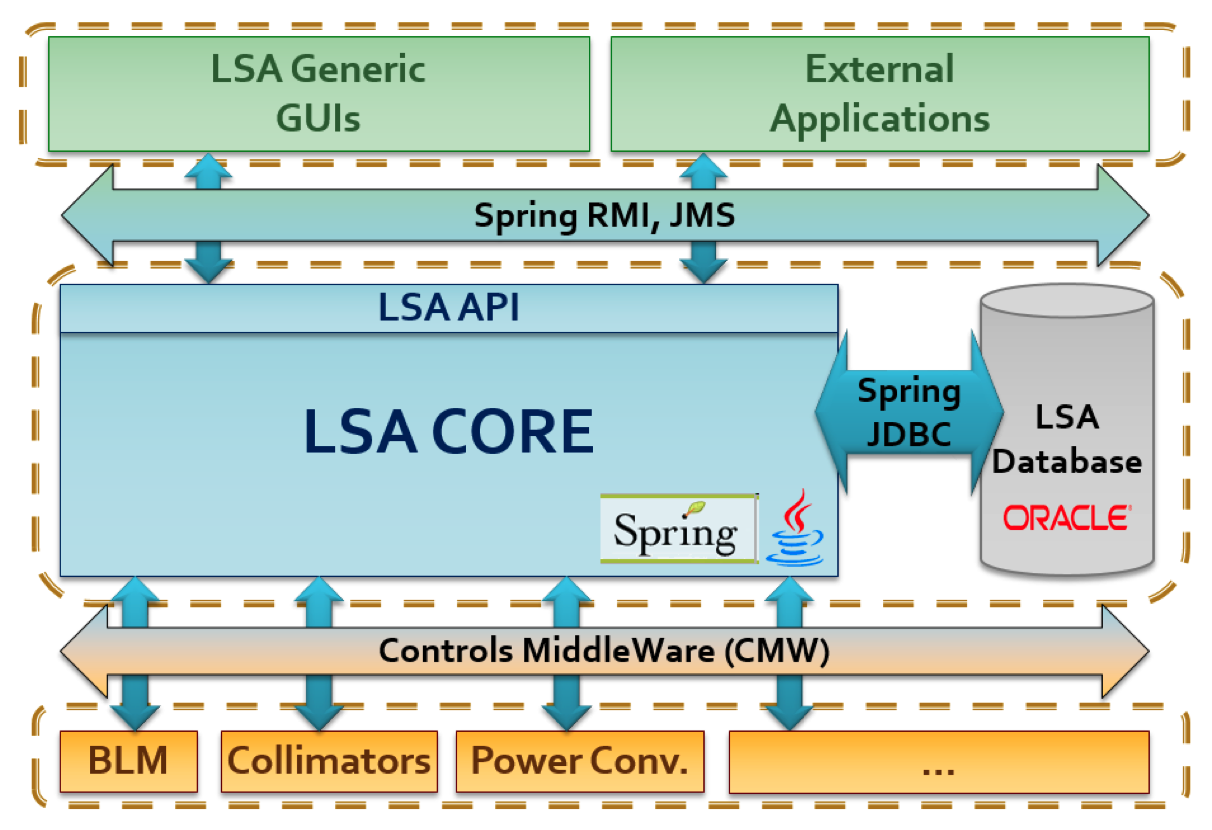 LSA Generic
GUIs
External
Applications
Spring RMI, JMS
LSA API
LSA CORE
Spring
Spring
JDBC
LSA
Database
ORACLE
Controls MiddleWare (CMW)
BLM
Collimators
Power Conv.
...